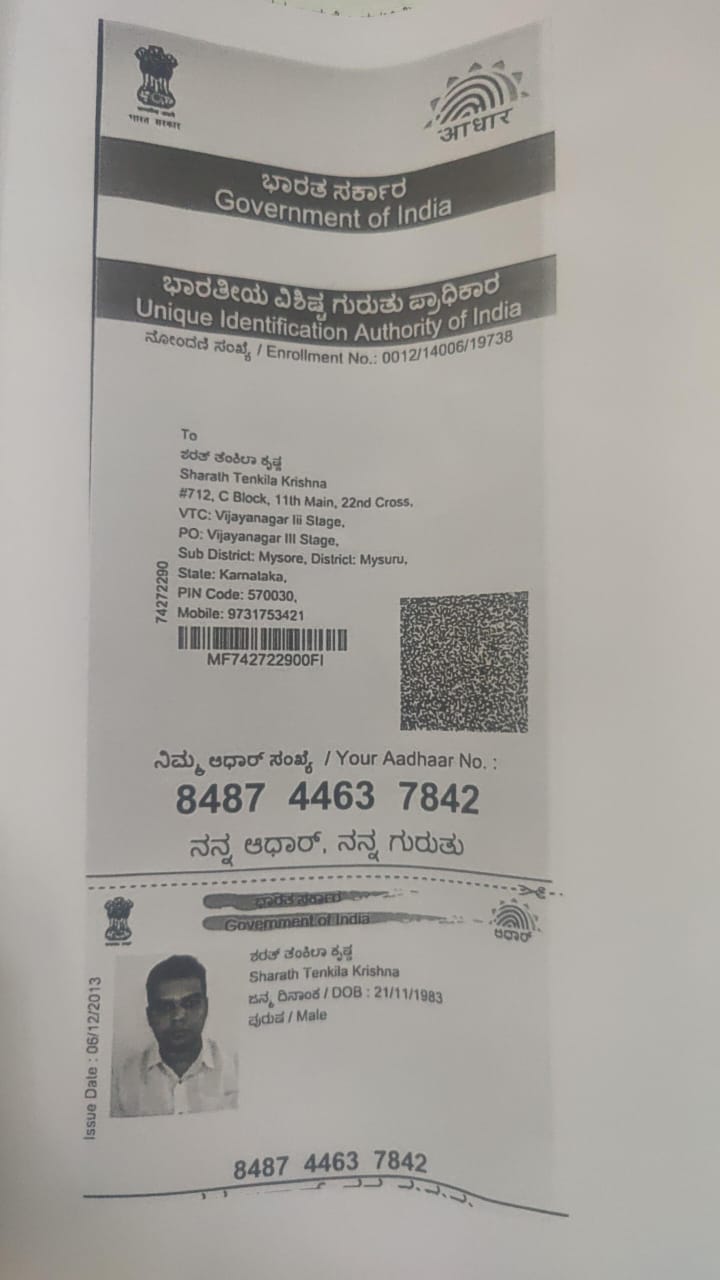 भारत सरकार
आधार
ಭಾರತ ಸರ್ಕಾರ
Government of India
ಭಾರತೀಯ ವಿಶಿಷ್ಟ ಗುರುತು ಪ್ರಾಧಿಕಾರ
Unique Identification Authority of India
ನೋಂದಣಿ ಸಂಖ್ಯೆ / Enrollment No.: 0012/14006/19738
To
ಶರತ್ ತೆಂಕಿಲಾ ಕೃಷ್ಣ
Sharath Tenkila Krishna
#712, C Block, 11th Main, 22nd Cross,
VTC: Vijayanagar Iii Stage,
PO: Vijayanagar III Stage,
Sub District: Mysore, District: Mysuru,
State: Karnataka,
PIN Code: 570030,
Mobile: 9731753421
74272290
MF742722900FI
ನಿಮ್ಮ ಆಧಾರ್ ಸಂಖ್ಯೆ / Your Aadhaar No. :
8487 4463 7842
ನನ್ನ ಆಧಾರ್, ನನ್ನ ಗುರುತು
ಭಾರತ ಸರ್ಕಾರ
Government of India
ಆಧಾರ್
ಶರತ್ ತೆಂಕಿಲಾ ಕೃಷ್ಣ
Sharath Tenkila Krishna
ಜನ್ಮ ದಿನಾಂಕ / DOB : 21/11/1983
ಪುರುಷ / Male
Issue Date : 06/12/2013
8487 4463 7842